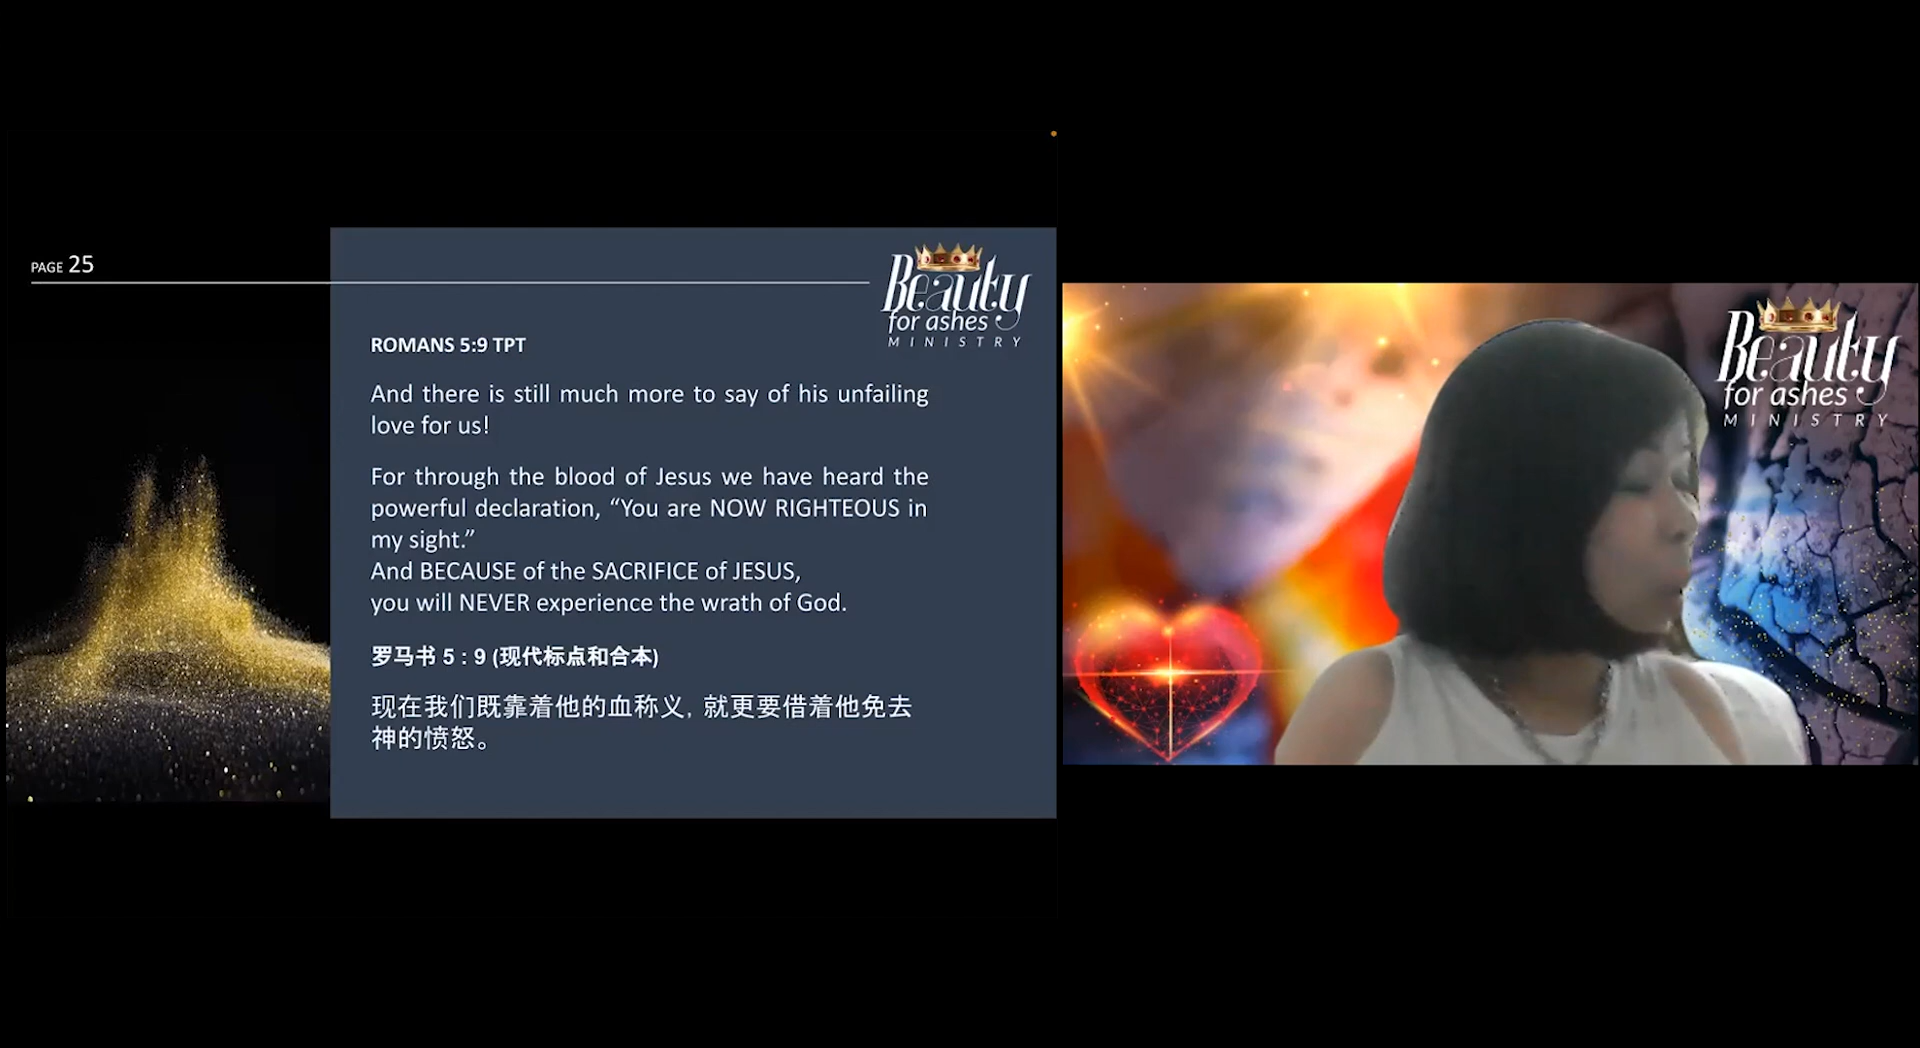 PAGE 25
Beauty
for ashes
MINISTRY
ROMANS 5:9 TPT
And there is still much more to say of his unfailing
love for us!
For through the blood of Jesus we have heard the
powerful declaration, “You are NOW RIGHTEOUS in
my sight.”
And BECAUSE of the SACRIFICE of JESUS,
you will NEVER experience the wrath of God.
罗马书 5 : 9 (现代标点和合本)
现在我们既靠着他的血称义, 就更要借着他免去
神的愤怒。
Beauty
for ashes
MINISTRY